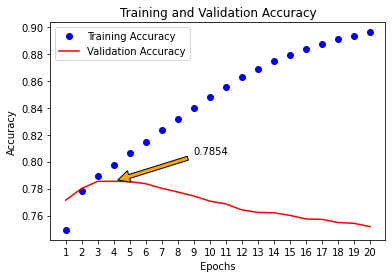 Training and Validation Accuracy
Training Accuracy
Validation Accuracy
0.7854
Accuracy
0.90
0.88
0.86
0.84
0.82
0.80
0.78
0.76
1 2 3 4 5 6 7 8 9 10 11 12 13 14 15 16 17 18 19 20
Epochs